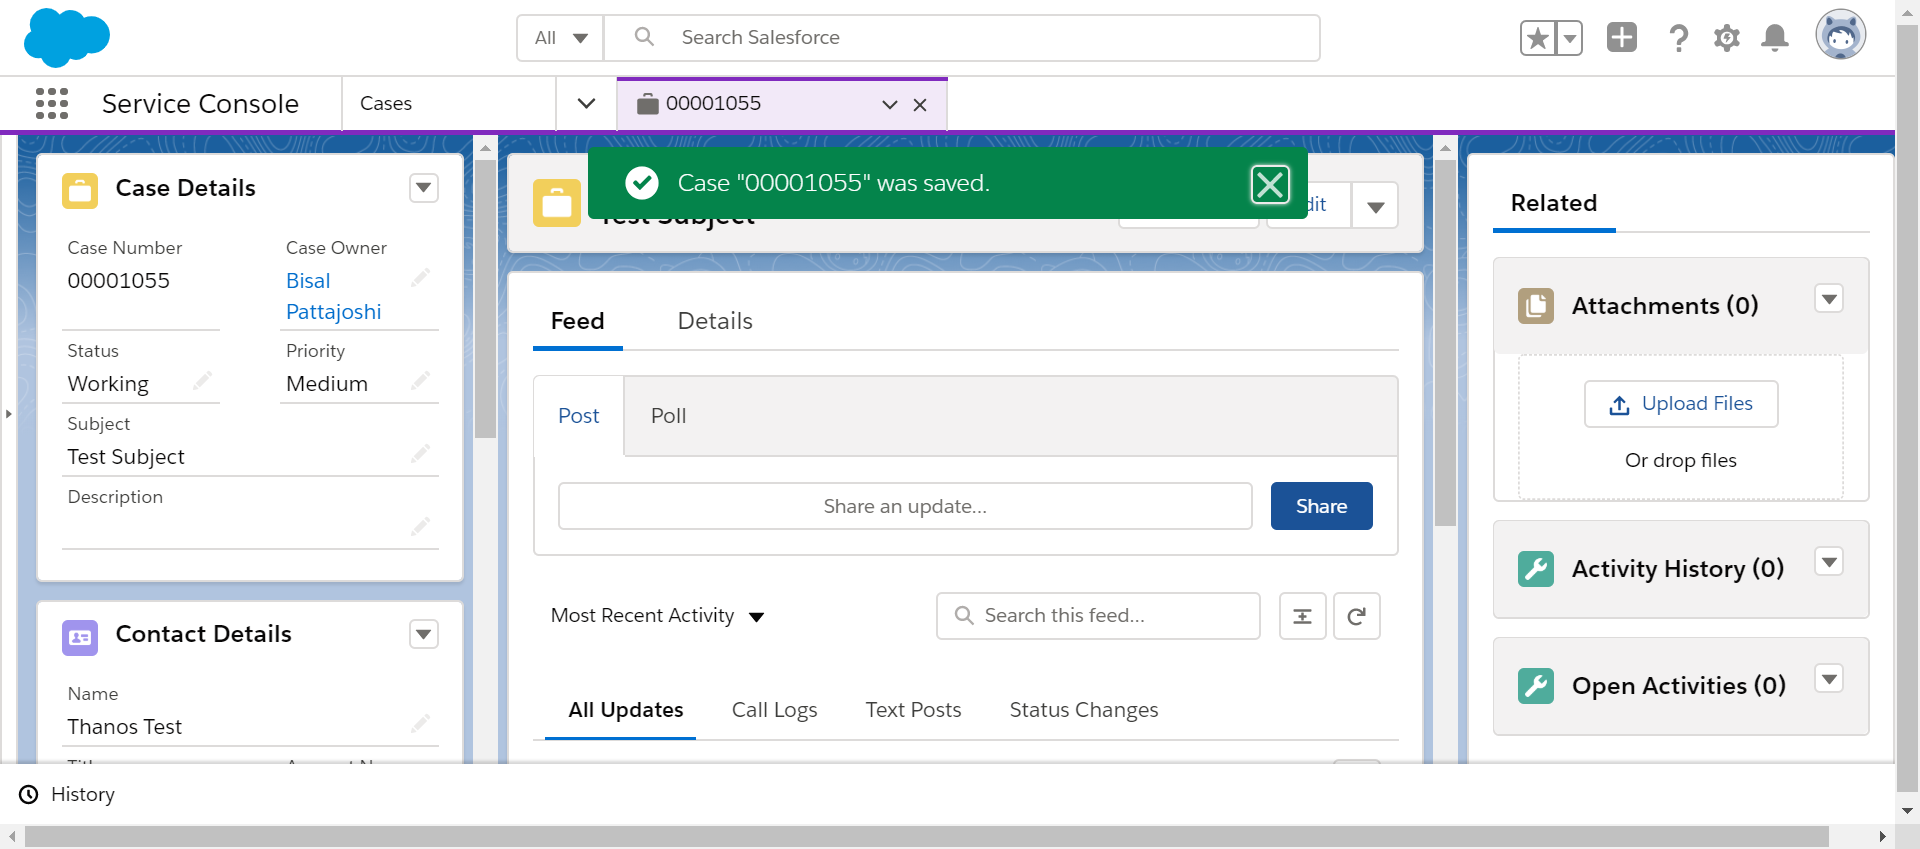 All
Search Salesforce
Service Console
Cases
00001055
Case "00001055" was saved.
Case Details
Case Number
00001055
Case Owner
Bisal
Pattajoshi
Status
Working
Priority
Medium
Subject
Test Subject
Description
Contact Details
Name
Thanos Test
Test Subject
dit
Feed
Details
Post
Poll
Share an update...
Share
Most Recent Activity
Search this feed...
All Updates
Call Logs
Text Posts
Status Changes
Related
Attachments (0)
Upload Files
Or drop files
Activity History (0)
Open Activities (0)
History